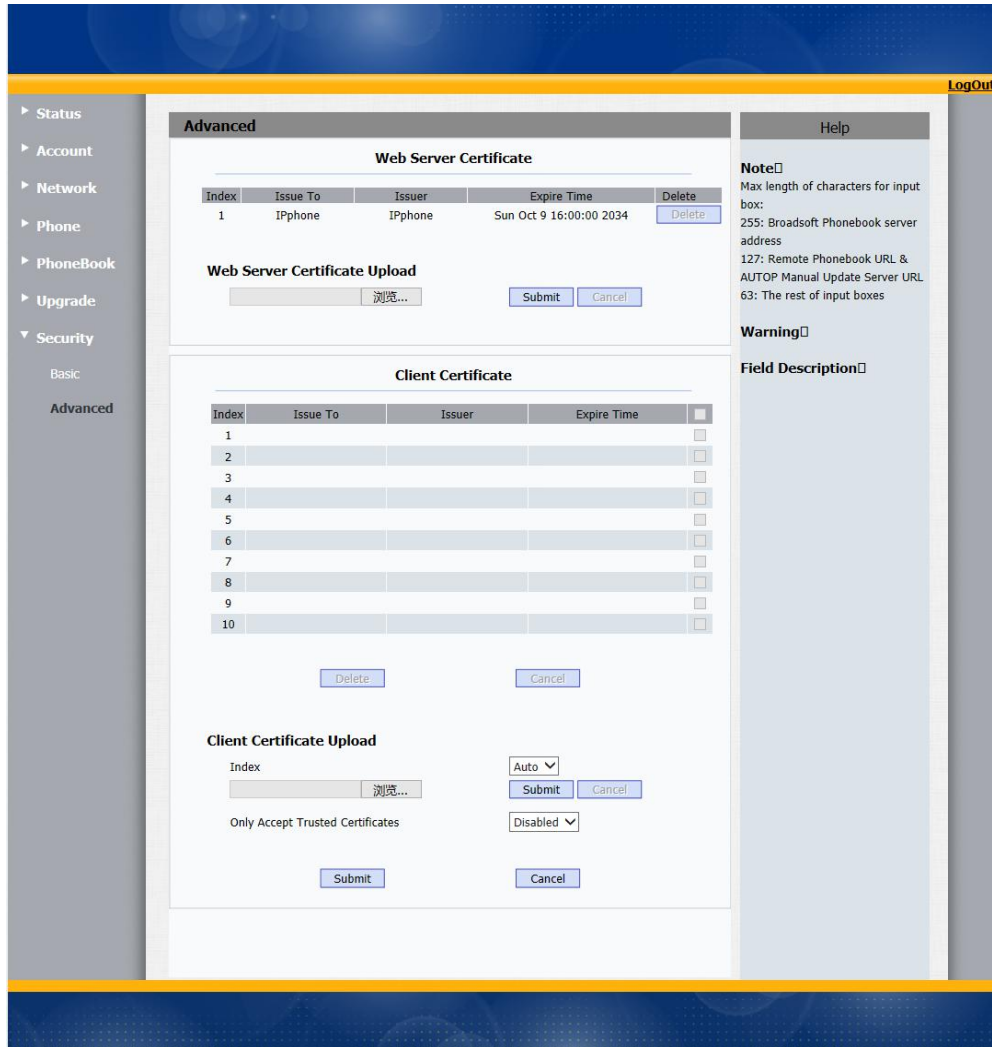 LogOut
Status
Account
Network
Phone
PhoneBook
Upgrade
Security
Basic
Advanced
Advanced
Web Server Certificate
Index Issue To Issuer Expire Time Delete
1 IPphone IPphone Sun Oct 9 16:00:00 2034 Delete
Web Server Certificate Upload
浏览... Submit Cancel
Client Certificate
Index Issue To Issuer Expire Time
1
2
3
4
5
6
7
8
9
10
Delete Cancel
Client Certificate Upload
Index Auto
浏览... Submit Cancel
Only Accept Trusted Certificates Disabled
Submit Cancel
Help
Note
Max length of characters for input
box:
255: Broadsoft Phonebook server
address
127: Remote Phonebook URL &
AUTOP Manual Update Server URL
63: The rest of input boxes
Warning
Field Description